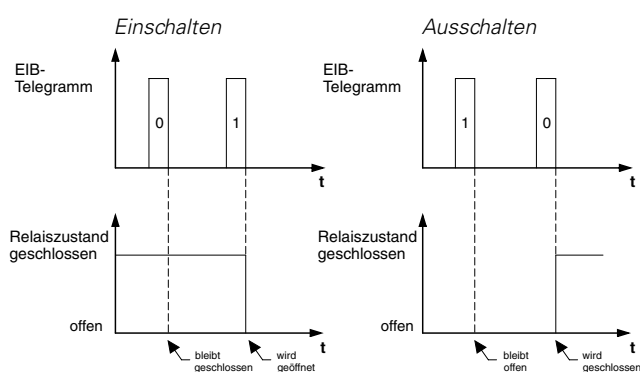 Einschalten
EIB-
Telegramm
0
1
t
Relaiszustand
geschlossen
offen
t
bleibt
geschlossen
wird
geöffnet
Ausschalten
EIB-
Telegramm
1
0
t
Relaiszustand
geschlossen
offen
t
bleibt
offen
wird
geschlossen